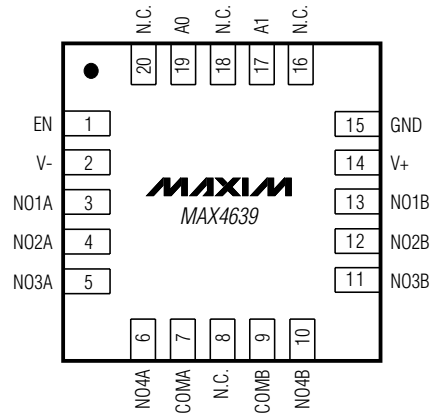 N.C.
A0
N.C.
A1
N.C.
20
19
18
17
16
EN 1
V- 2
NO1A 3
NO2A 4
NO3A 5
MAXIM
MAX4639
15 GND
14 V+
13 NO1B
12 NO2B
11 NO3B
6
7
8
9
10
NO4A
COMA
N.C.
COMB
NO4B